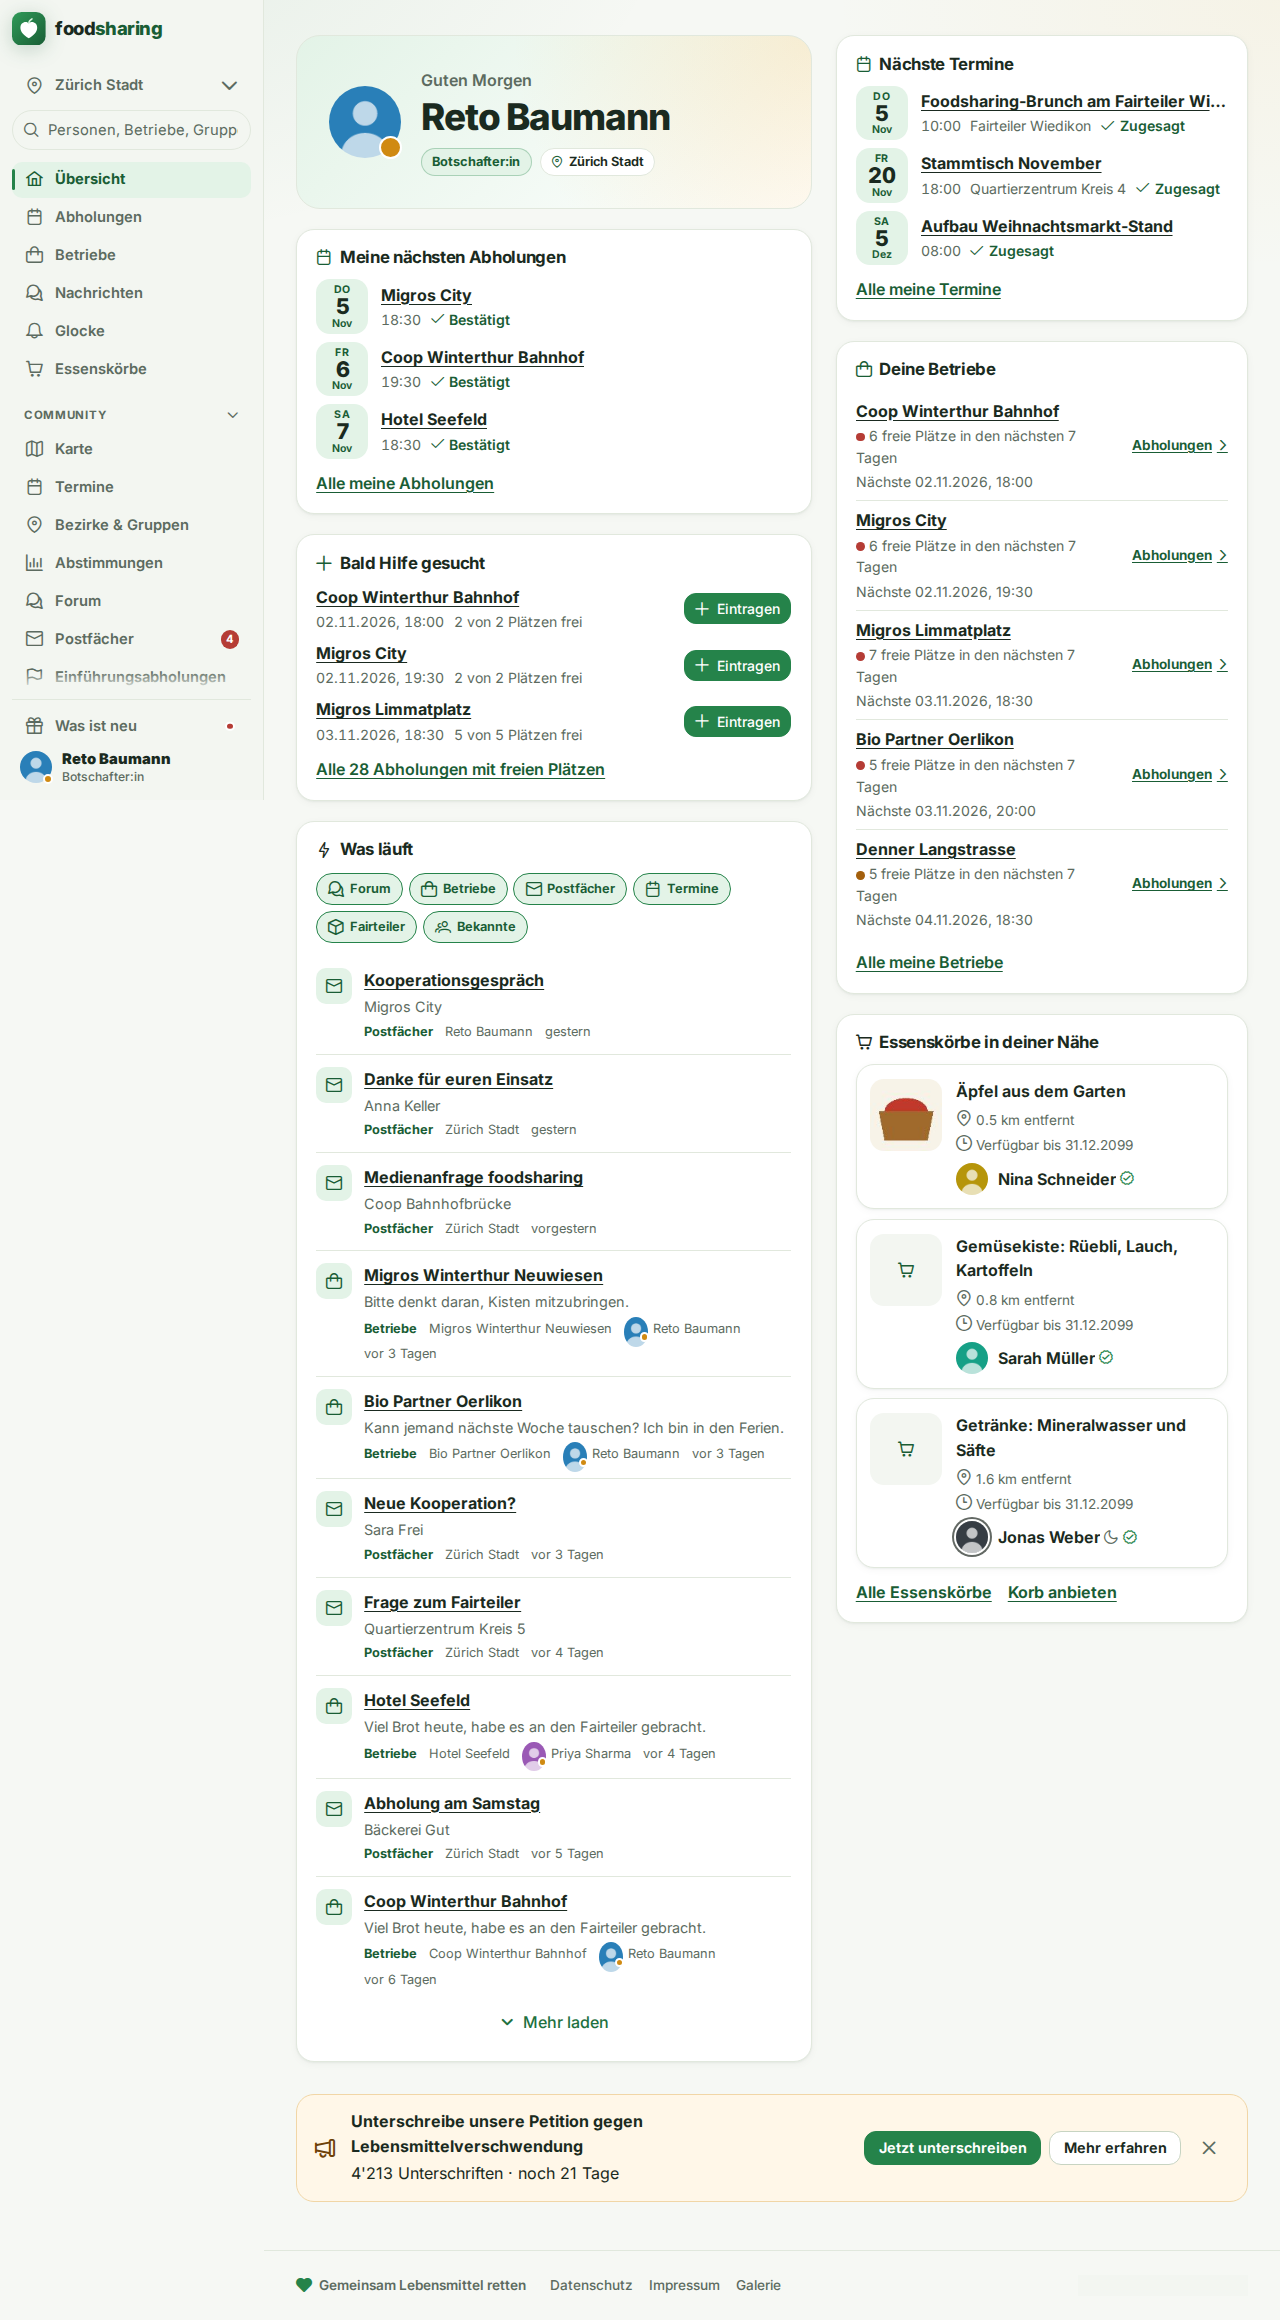 foodsharing
Zürich Stadt
Personen, Betriebe, Grupp
Übersicht
Abholungen
Betriebe
Nachrichten
Glocke
Essenskörbe
COMMUNITY
Karte
Termine
Bezirke & Gruppen
Abstimmungen
Forum
Postfächer 4
Einführungsabholungen
Was ist neu
Reto Baumann
Botschafter:in
Guten Morgen
Reto Baumann
Botschafter:in Zürich Stadt
Meine nächsten Abholungen
DO
5
Nov
Migros City
18:30 Bestätigt
FR
6
Nov
Coop Winterthur Bahnhof
19:30 Bestätigt
SA
7
Nov
Hotel Seefeld
18:30 Bestätigt
Alle meine Abholungen
Bald Hilfe gesucht
Coop Winterthur Bahnhof
02.11.2026, 18:00 2 von 2 Plätzen frei
Eintragen
Migros City
02.11.2026, 19:30 2 von 2 Plätzen frei
Eintragen
Migros Limmatplatz
03.11.2026, 18:30 5 von 5 Plätzen frei
Eintragen
Alle 28 Abholungen mit freien Plätzen
Was läuft
Forum Betriebe Postfächer Termine
Fairteiler Bekannte
Kooperationsgespräch
Migros City
Postfächer Reto Baumann gestern
Danke für euren Einsatz
Anna Keller
Postfächer Zürich Stadt gestern
Medienanfrage foodsharing
Coop Bahnhofbrücke
Postfächer Zürich Stadt vorgestern
Migros Winterthur Neuwiesen
Bitte denkt daran, Kisten mitzubringen.
Betriebe Migros Winterthur Neuwiesen Reto Baumann
vor 3 Tagen
Bio Partner Oerlikon
Kann jemand nächste Woche tauschen? Ich bin in den Ferien.
Betriebe Bio Partner Oerlikon Reto Baumann vor 3 Tagen
Neue Kooperation?
Sara Frei
Postfächer Zürich Stadt vor 3 Tagen
Frage zum Fairteiler
Quartierzentrum Kreis 5
Postfächer Zürich Stadt vor 4 Tagen
Hotel Seefeld
Viel Brot heute, habe es an den Fairteiler gebracht.
Betriebe Hotel Seefeld Priya Sharma vor 4 Tagen
Abholung am Samstag
Bäckerei Gut
Postfächer Zürich Stadt vor 5 Tagen
Coop Winterthur Bahnhof
Viel Brot heute, habe es an den Fairteiler gebracht.
Betriebe Coop Winterthur Bahnhof Reto Baumann
vor 6 Tagen
Mehr laden
Nächste Termine
DO
5
Nov
Foodsharing-Brunch am Fairteiler Wi...
10:00 Fairteiler Wiedikon Zugesagt
FR
20
Nov
Stammtisch November
18:00 Quartierzentrum Kreis 4 Zugesagt
SA
5
Dez
Aufbau Weihnachtsmarkt-Stand
08:00 Zugesagt
Alle meine Termine
Deine Betriebe
Coop Winterthur Bahnhof
6 freie Plätze in den nächsten 7
Tagen
Nächste 02.11.2026, 18:00
Abholungen
Migros City
6 freie Plätze in den nächsten 7
Tagen
Nächste 02.11.2026, 19:30
Abholungen
Migros Limmatplatz
7 freie Plätze in den nächsten 7
Tagen
Nächste 03.11.2026, 18:30
Abholungen
Bio Partner Oerlikon
5 freie Plätze in den nächsten 7
Tagen
Nächste 03.11.2026, 20:00
Abholungen
Denner Langstrasse
5 freie Plätze in den nächsten 7
Tagen
Nächste 04.11.2026, 18:30
Abholungen
Alle meine Betriebe
Essenskörbe in deiner Nähe
Äpfel aus dem Garten
0.5 km entfernt
Verfügbar bis 31.12.2099
Nina Schneider
Gemüsekiste: Rüebli, Lauch,
Kartoffeln
0.8 km entfernt
Verfügbar bis 31.12.2099
Sarah Müller
Getränke: Mineralwasser und
Säfte
1.6 km entfernt
Verfügbar bis 31.12.2099
Jonas Weber
Alle Essenskörbe Korb anbieten
Unterschreibe unsere Petition gegen
Lebensmittelverschwendung
4'213 Unterschriften · noch 21 Tage
Jetzt unterschreiben Mehr erfahren
Gemeinsam Lebensmittel retten Datenschutz Impressum Galerie